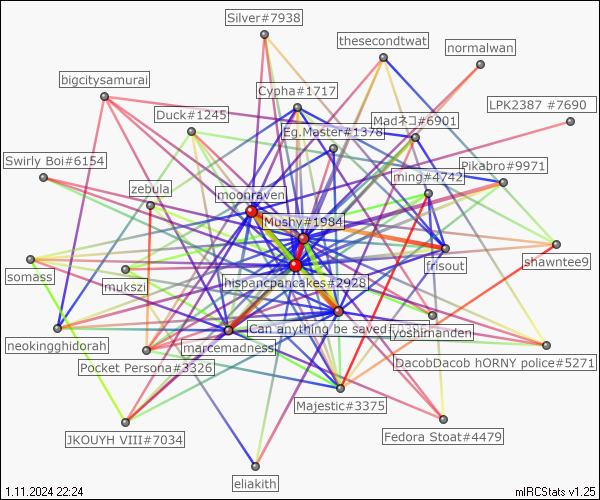 Silver#7938
thesecondtwat
normalwan
bigcitysamurai
Cypha#1717
LPK2387 #7690
Duck#1245
Madネコ#6901
Eg.Master#1378
Swirly Boi#6154
Pikabro#9971
zebula
moonraven
ming#4742
Mushy#1984
somass
mukszi
hispancpancakes#2928
frisout
shawntee9
neokingghidorah
marcemadness
Can anything be saved
yoshimanden
Pocket Persona#3326
DacobDacob hORNY police#5271
Majestic#3375
JKOUYH VIII#7034
Fedora Stoat#4479
eliakith
1.11.2024 22:24
mIRCStats v1.25